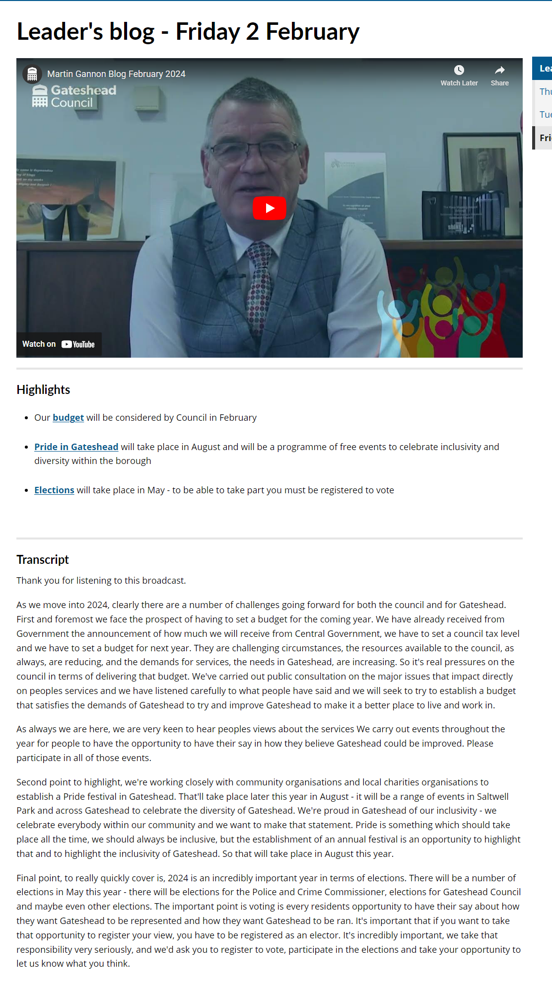 Leader's blog - Friday 2 February
Martin Gannon Blog February 2024
Watch Later
Share
Gateshead
Council
Watch on YouTube
Lea
Thu
Tue
Fri
Highlights
Our budget will be considered by Council in February
Pride in Gateshead will take place in August and will be a programme of free events to celebrate inclusivity and
diversity within the borough
Elections will take place in May - to be able to take part you must be registered to vote
Transcript
Thank you for listening to this broadcast.
As we move into 2024, clearly there are a number of challenges going forward for both the council and for Gateshead.
First and foremost we face the prospect of having to set a budget for the coming year. We have already received from
Government the announcement of how much we will receive from Central Government, we have to set a council tax level
and we have to set a budget for next year. They are challenging circumstances, the resources available to the council, as
always, are reducing, and the demands for services, the needs in Gateshead, are increasing. So it's real pressures on the
council in terms of delivering that budget. We've carried out public consultation on the major issues that impact directly
on peoples services and we have listened carefully to what people have said and we will seek to try to establish a budget
that satisfies the demands of Gateshead to try and improve Gateshead to make it a better place to live and work in.
As always we are here, we are very keen to hear peoples views about the services We carry out events throughout the
year for people to have the opportunity to have their say in how they believe Gateshead could be improved. Please
participate in all of those events.
Second point to highlight, we're working closely with community organisations and local charities organisations to
establish a Pride festival in Gateshead. That'll take place later this year in August - it will be a range of events in Saltwell
Park and across Gateshead to celebrate the diversity of Gateshead. We're proud in Gateshead of our inclusivity - we
celebrate everybody within our community and we want to make that statement. Pride is something which should take
place all the time, we should always be inclusive, but the establishment of an annual festival is an opportunity to highlight
that and to highlight the inclusivity of Gateshead. So that will take place in August this year.
Final point, to really quickly cover is, 2024 is an incredibly important year in terms of elections. There will be a number of
elections in May this year - there will be elections for the Police and Crime Commissioner, elections for Gateshead Council
and maybe even other elections. The important point is voting is every residents opportunity to have their say about how
they want Gateshead to be represented and how they want Gateshead to be ran. It's important that if you want to take
that opportunity to register your view, you have to be registered as an elector. It's incredibly important, we take that
responsibility very seriously, and we'd ask you to register to vote, participate in the elections and take your opportunity to
let us know what you think.